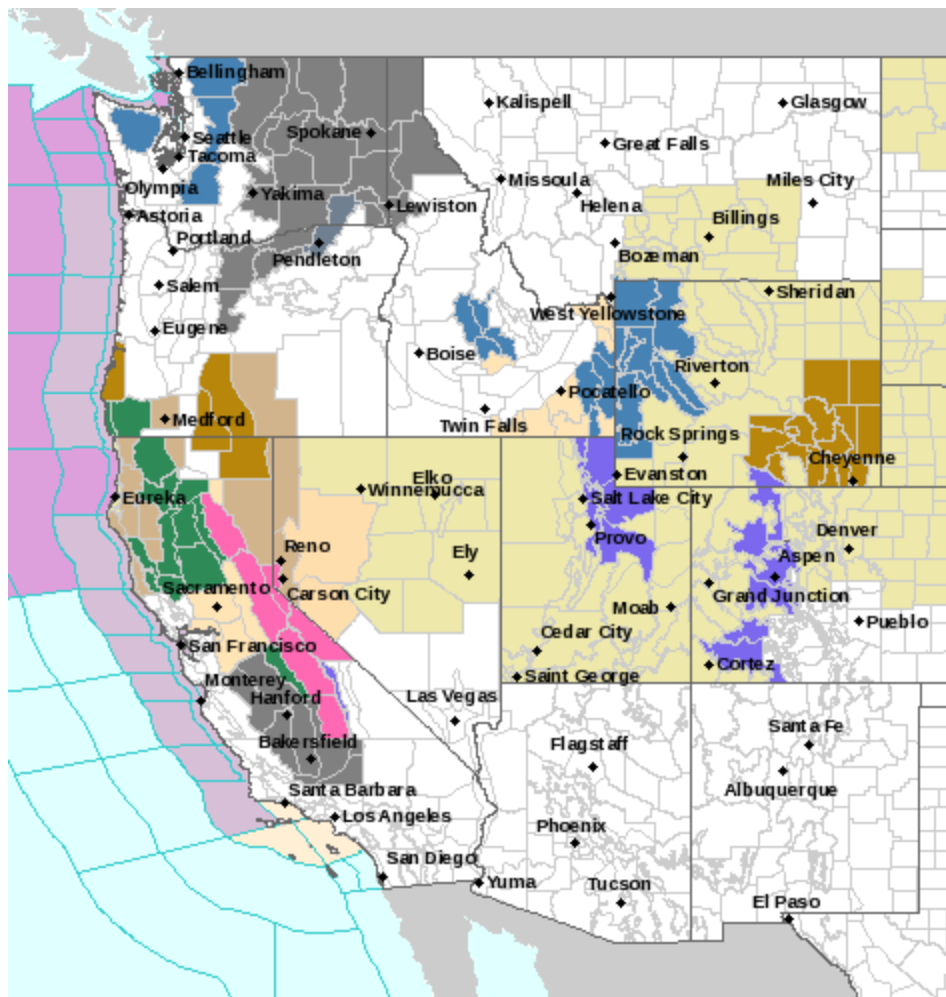 Bellingham
Kalispell
Glasgow
Seattle
Spokane
Great Falls
Tacoma
Olympia
Yakima
Lewiston
Missoula
Helena
Miles City
Astoria
Portland
Pendleton
Billings
Bozeman
Salem
Sheridan
West Yellowstone
Eugene
Boise
Riverton
Pocatello
Medford
Twin Falls
Rock Springs
Cheyenne
Elko
Evanston
Winnemucca
Eureka
Salt Lake City
Provo
Denver
Reno
Ely
Aspen
Sacramento
Carson City
Grand Junction
Moab
Pueblo
Cedar City
San Francisco
Cortez
Monterey
Saint George
Hanford
Las Vegas
Santa Fe
Bakersfield
Flagstaff
Santa Barbara
Albuquerque
Los Angeles
Phoenix
San Diego
Yuma
Tucson
El Paso